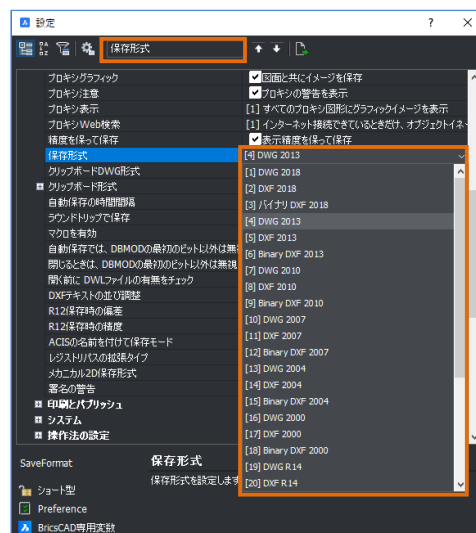 設定
保存形式
プロキシグラフィック
図面と共にイメージを保存
プロキシ注意
プロキシの警告を表示
プロキシ表示
[1] すべてのプロキシ図形にグラフィックイメージを表示
プロキシWeb検索
[1] インターネット接続できているときだけ、オブジェクトイネ
精度を保って保存
表示精度を保って保存
保存形式
[4] DWG 2013
クリップボードDWG形式
[1] DWG 2018
クリップボード形式
[2] DXF 2018
自動保存の時間間隔
[3] バイナリ DXF 2018
ラウンドトリップで保存
[4] DWG 2013
マクロを有効
[5] DXF 2013
自動保存では、DBMODの最初のビット以外は無
[6] Binary DXF 2013
閉じるときは、DBMODの最初のビット以外は無視
[7] DWG 2010
開く前に DWLファイルの有無をチェック
[8] DXF 2010
DXFテキストの並び調整
[9] Binary DXF 2010
R12保存時の偏差
[10] DWG 2007
R12保存時の精度
[11] DXF 2007
ACISの名前を付けて保存モード
[12] Binary DXF 2007
レジストリパスの拡張タイプ
[13] DWG 2004
メカニカル2D保存形式
[14] DXF 2004
署名の警告
[15] Binary DXF 2004
印刷とパブリッシュ
[16] DWG 2000
システム
[17] DXF 2000
操作法の設定
[18] Binary DXF 2000
[19] DWG R14
[20] DXF R14
SaveFormat
保存形式
保存形式を設定しま
ショート型
Preference
BricsCAD専用変数